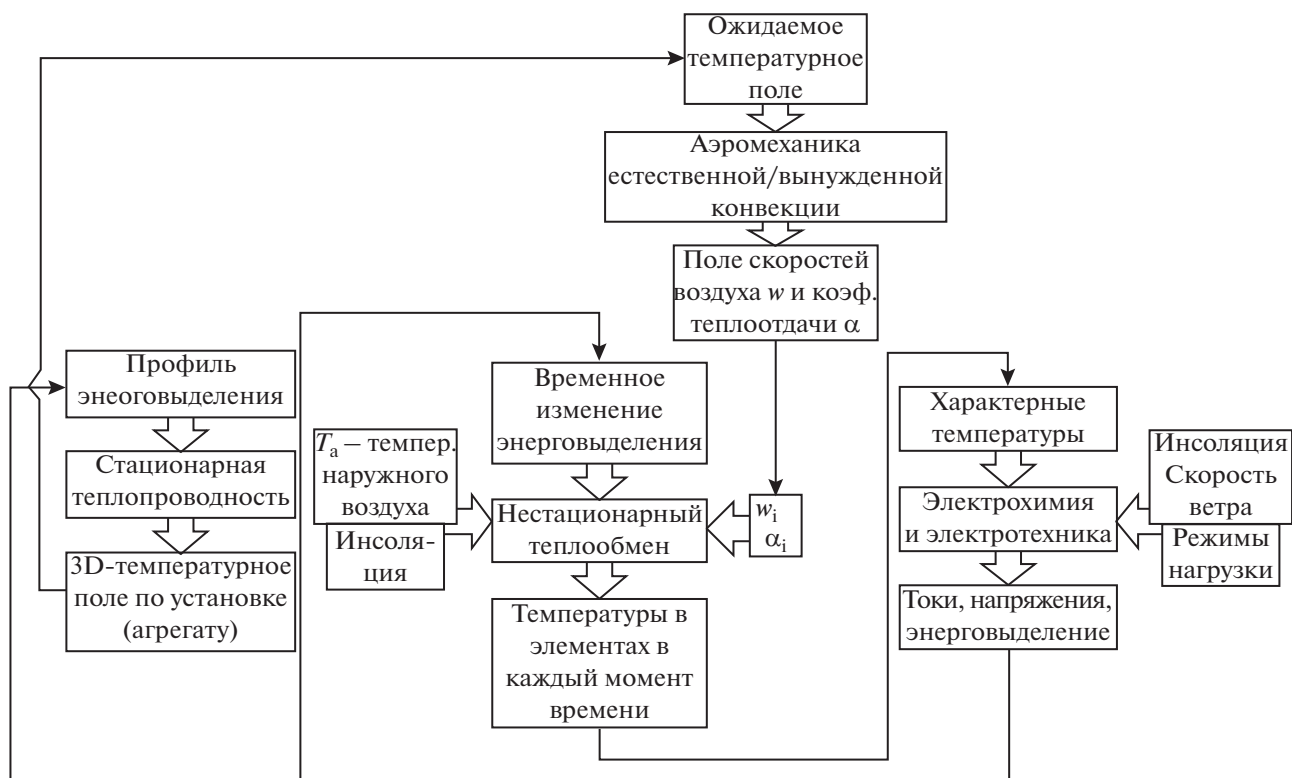 Ожидаемое
температурное
поле
Аэромеханика
естественной/вынужденной
конвекции
Поле скоростей
воздуха w и коэф.
теплоотдачи α
Профиль
энеоговыделения
Стационарная
теплопроводность
3D-температурное
поле по установке
(агрегату)
Временное
изменение
энерговыделения
Tа – темпер.
наружного
воздуха
Инсоля-
ция
Нестационарный
теплообмен
wi
αi
Температуры в
элементах в
каждый момент
времени
Характерные
температуры
Электрохимия
и электротехника
Инсоляция
Скорость
ветра
Режимы
нагрузки
Токи, напряжения,
энерговыделение